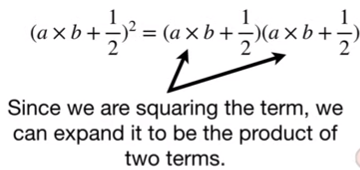 (a × b + 1/2)² = (a × b + 1/2)(a × b + 1/2)
Since we are squaring the term, we
can expand it to be the product of
two terms.